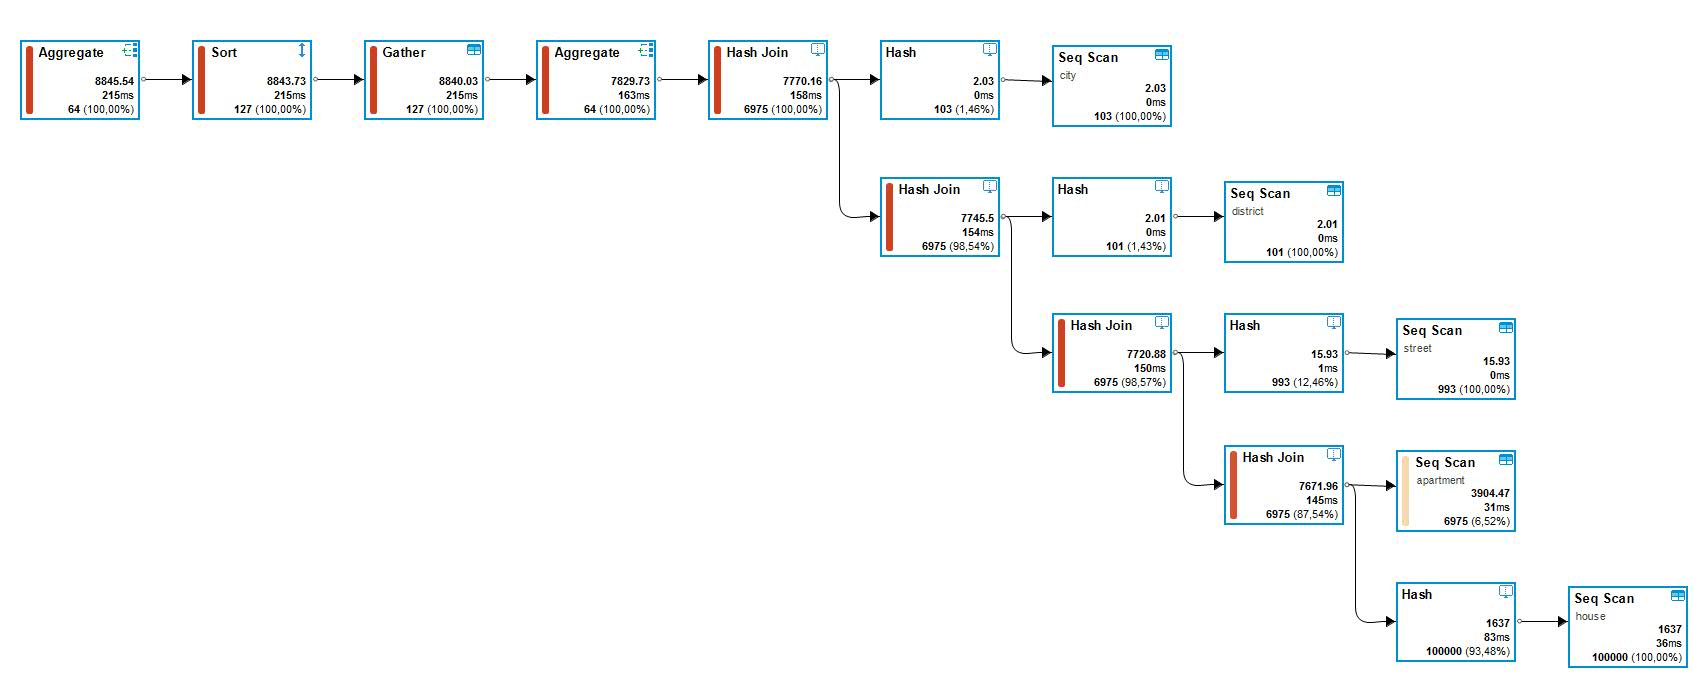 Aggregate
8845.54
215ms
64 (100,00%)
Sort
8843.73
215ms
127 (100,00%)
Gather
8840.03
215ms
127 (100,00%)
Aggregate
7829.73
163ms
64 (100,00%)
Hash Join
7770.16
158ms
6975 (100,00%)
Hash
2.03
0ms
103 (1,46%)
Seq Scan
city
2.03
0ms
103 (100,00%)
Hash Join
7745.5
154ms
6975 (98,54%)
Hash
2.01
0ms
101 (1,43%)
Seq Scan
district
2.01
0ms
101 (100,00%)
Hash Join
7720.88
150ms
6975 (98,57%)
Hash
15.93
1ms
993 (12,46%)
Seq Scan
street
15.93
0ms
993 (100,00%)
Hash Join
7671.96
145ms
6975 (87,54%)
Seq Scan
apartment
3904.47
31ms
6975 (6,52%)
Hash
1637
83ms
100000 (93,48%)
Seq Scan
house
1637
36ms
100000 (100,00%)